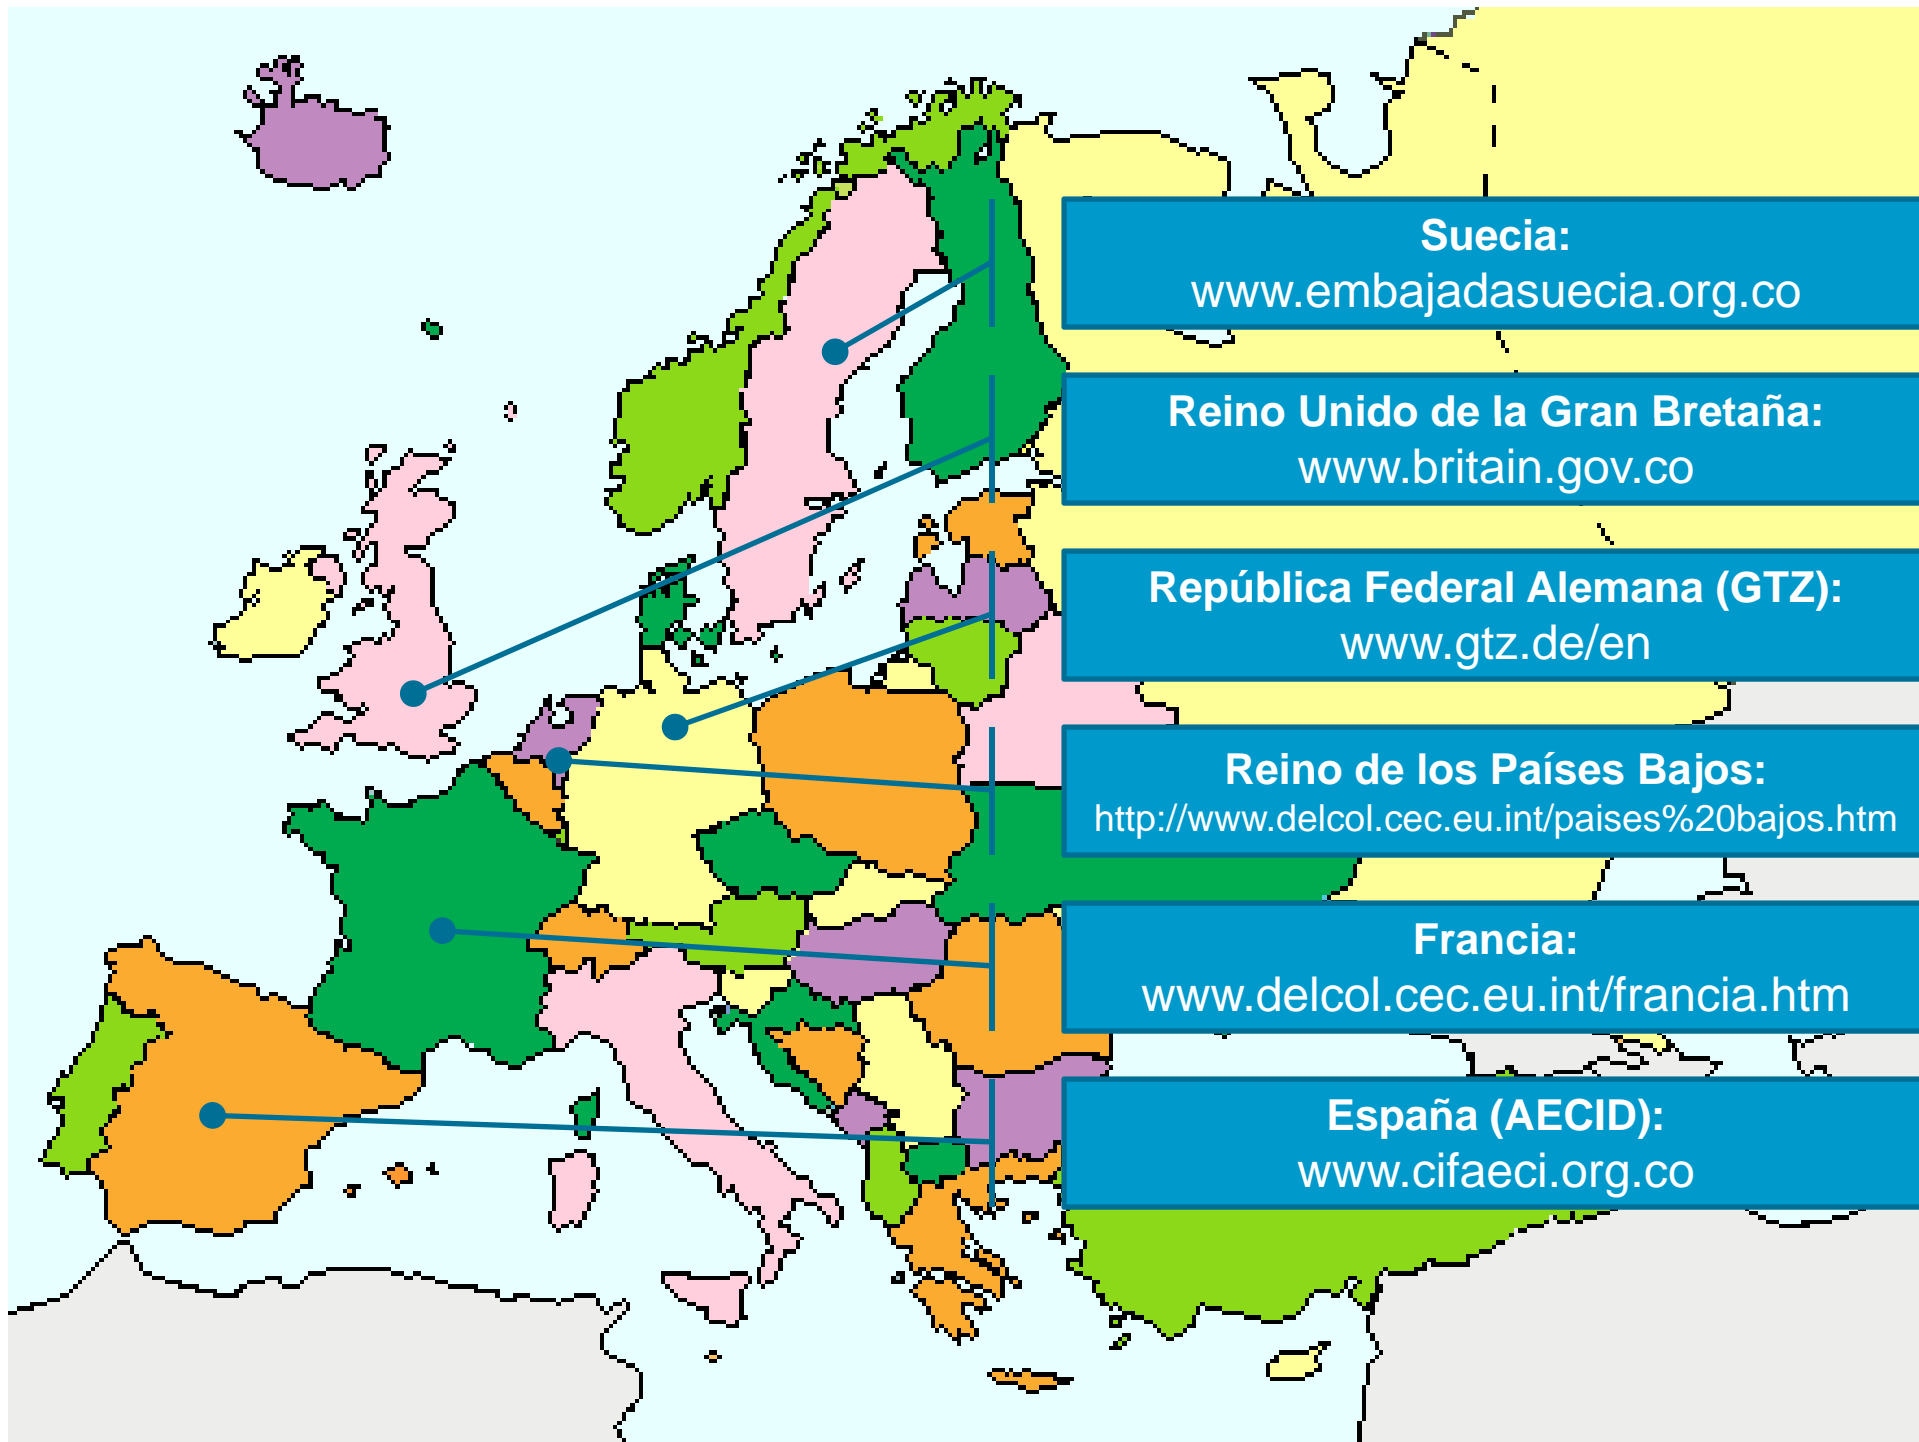 Suecia:
www.embajadasuecia.org.co
Reino Unido de la Gran Bretaña:
www.britain.gov.co
República Federal Alemana (GTZ):
www.gtz.de/en
Reino de los Países Bajos:
http://www.delcol.cec.eu.int/paises%20bajos.htm
Francia:
www.delcol.cec.eu.int/francia.htm
España (AECID):
www.cifaeci.org.co